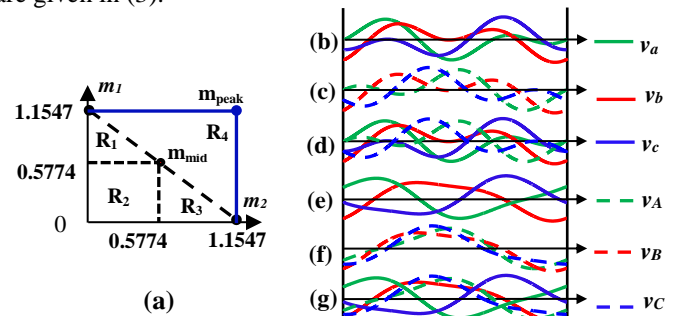 are given in (3).
m1
1.1547
mpeak
R4
R1
mmid
0.5774
R2
R3
m2
0
0.5774
1.1547
(a)
(b)
va
(c)
vb
(d)
vc
(e)
vA
(f)
vB
(g)
vC